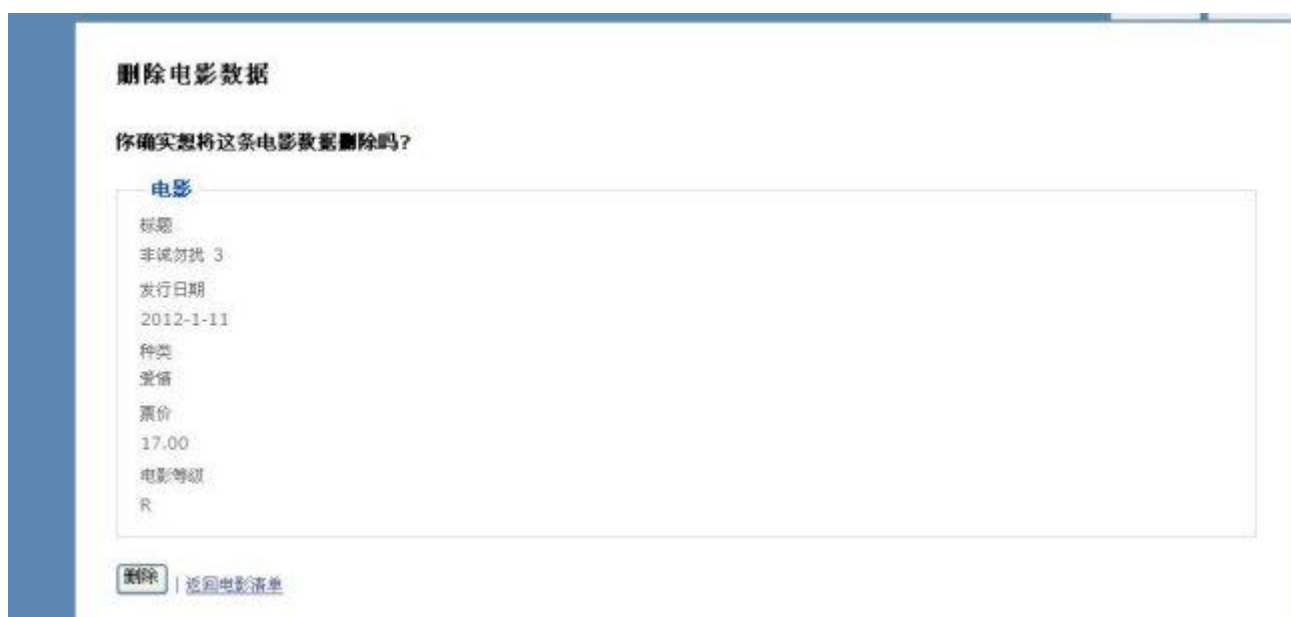 删除电影数据
你确实想将这条电影数据删除吗?
电影
标题
非诚勿扰 3
发行日期
2012-1-11
种类
爱情
票价
17.00
电影等级
R
删除 | 返回电影清单